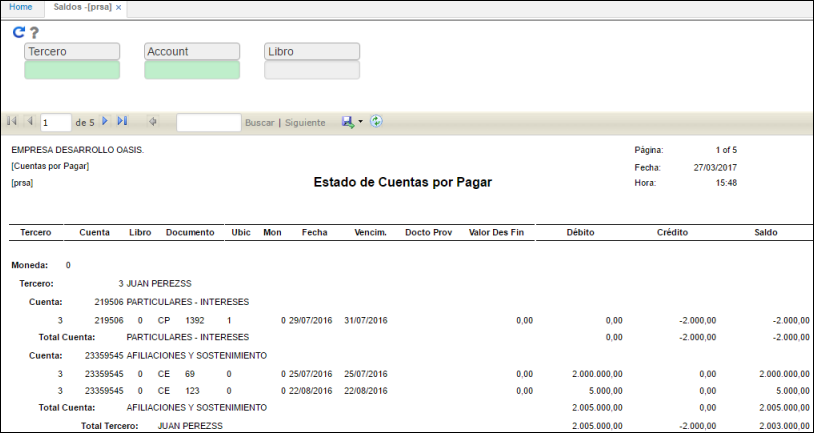 Home Saldos -[prsa] ×
Tercero Account Libro
1 de 5 Buscar | Siguiente
EMPRESA DESARROLLO OASIS. Página: 1 of 5
[Cuentas por Pagar] Fecha: 27/03/2017
[prsa] Estado de Cuentas por Pagar Hora: 15:48
Tercero Cuenta Libro Documento Ubic Mon Fecha Vencim. Docto Prov Valor Des Fin Débito Crédito Saldo
Moneda: 0
Tercero: 3 JUAN PEREZSS
Cuenta: 219506 PARTICULARES - INTERESES
3 219506 0 CP 1392 1 0 29/07/2016 31/07/2016 0,00 0,00 -2.000,00 -2.000,00
Total Cuenta: PARTICULARES - INTERESES 0,00 -2.000,00 -2.000,00
Cuenta: 23359545 AFILIACIONES Y SOSTENIMIENTO
3 23359545 0 CE 69 0 0 25/07/2016 25/07/2016 0,00 2.000.000,00 0,00 2.000.000,00
3 23359545 0 CE 123 0 0 22/08/2016 22/08/2016 0,00 5.000,00 0,00 5.000,00
Total Cuenta: AFILIACIONES Y SOSTENIMIENTO 2.005.000,00 0,00 2.005.000,00
Total Tercero: JUAN PEREZSS 2.005.000,00 -2.000,00 2.003.000,00